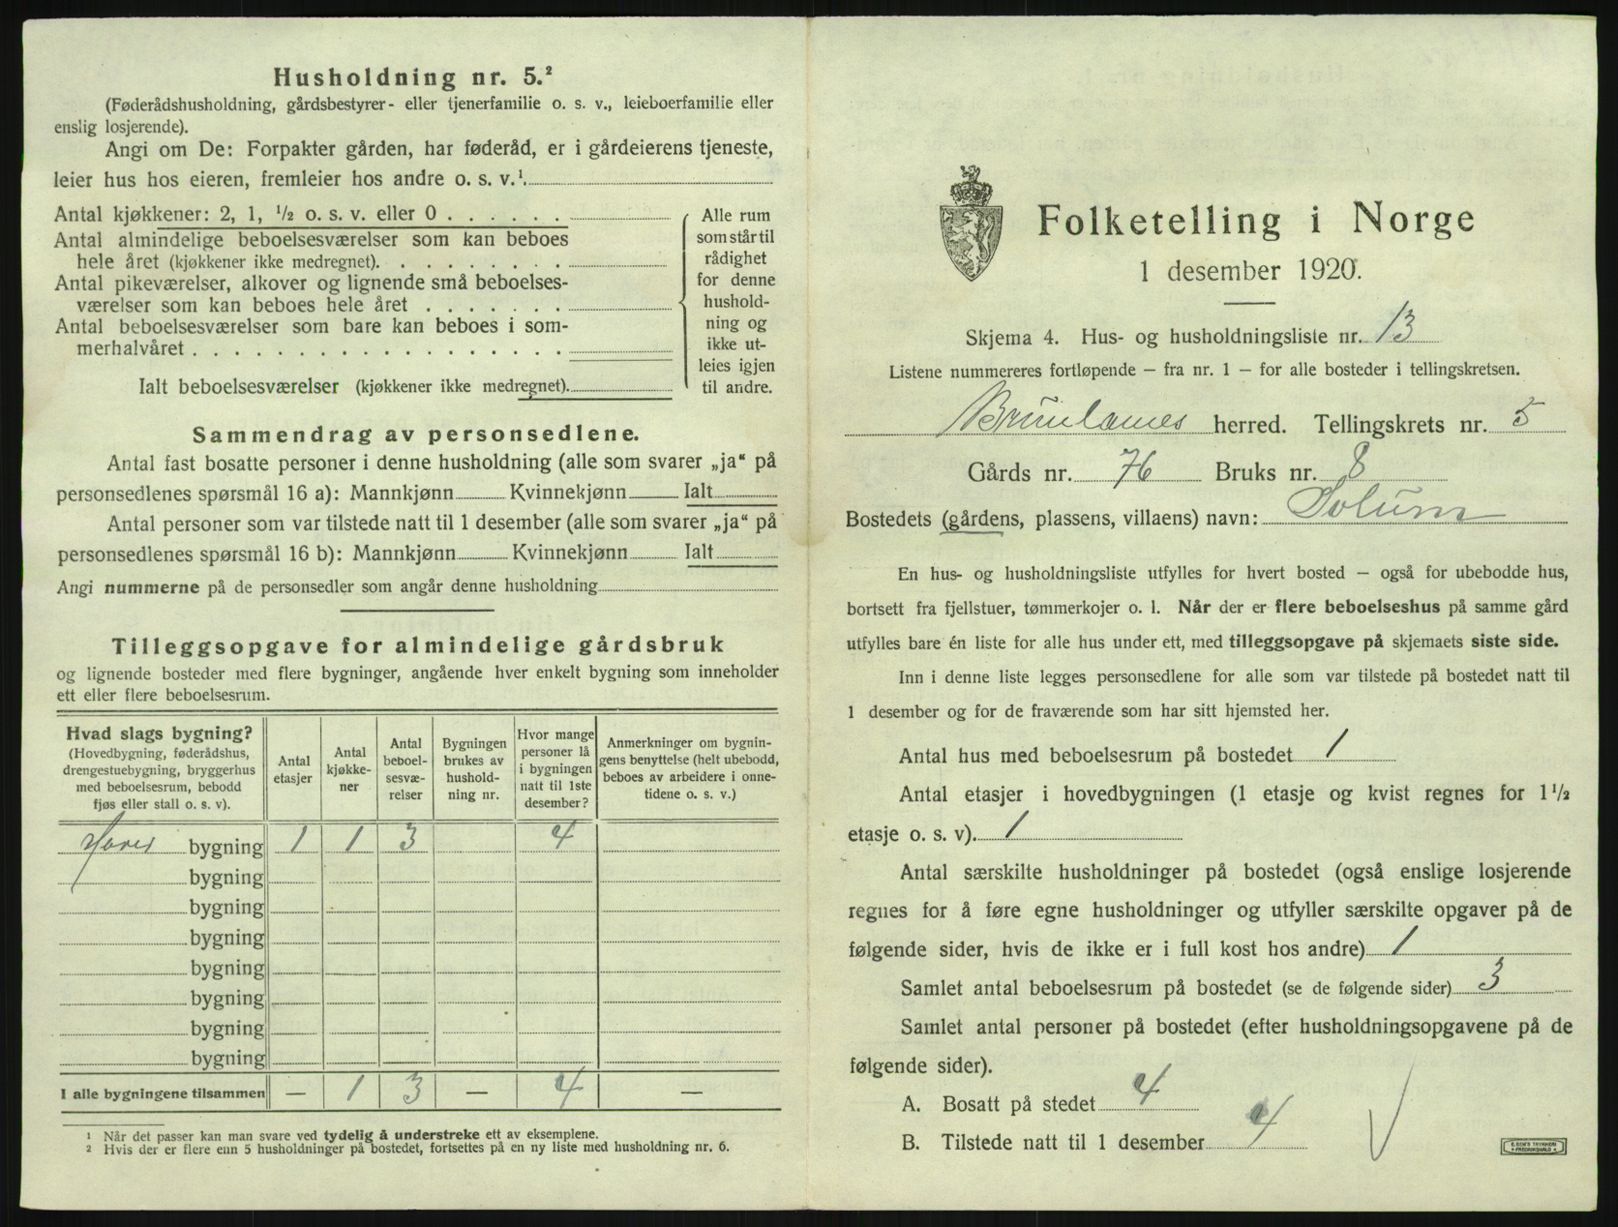 Husholdning nr. 5.²
(Føderådshusholdning, gårdsbestyrer- eller tjenerfamilie o. s. v., leieboerfamilie eller
enslig losjerende).
Angi om De: Forpakter gården, har føderåd, er i gårdeierens tjeneste,
leier hus hos eieren, fremleier hos andre o. s. v.¹.
Antal kjøkkener: 2, 1, ½ o. s. v. eller 0 . . . . . .
Antal almindelige beboelsesværelser som kan beboes
hele året (kjøkkener ikke medregnet). . . . . . . . .
Antal pikeværelser, alkover og lignende små beboelses-
værelser som kan beboes hele året . . . . . . .
Antal beboelsesværelser som bare kan beboes i som-
merhalvåret . . . . . . . . . . . . . . . . . .
Ialt beboelsesværelser (kjøkkener ikke medregnet).
Alle rum
som står til
rådighet
for denne
hushold-
ning og
ikke ut-
leies igjen
til andre.
Sammendrag av personsedlene.
Antal fast bosatte personer i denne husholdning (alle som svarer „ja“ på
personsedlenes spørsmål 16 a): Mannkjønn Kvinnekjønn Ialt
Antal personer som var tilstede natt til 1 desember (alle som svarer „ja“ på
personsedlenes spørsmål 16 b): Mannkjønn Kvinnekjønn Ialt
Angi nummerne på de personsedler som angår denne husholdning
Tilleggsopgave for almindelige gårdsbruk
og lignende bosteder med flere bygninger, angående hver enkelt bygning som inneholder
ett eller flere beboelsesrum.
Hvad slags bygning?
(Hovedbygning, føderådshus,
drengestuebygning, bryggerhus
med beboelsesrum, bebodd
fjøs eller stall o. s. v).
Antal
etasjer
Antal
kjøkke-
ner
Antal
beboel-
sesvæ-
relser
Bygningen
brukes av
hushold-
ning nr.
Hvor mange
personer lå
i bygningen
natt til 1ste
desember?
Anmerkninger om bygnin-
gens benyttelse (helt ubebodd,
beboes av arbeidere i onne-
tidene o. s. v.)
Hoved bygning 1 1 3 4
bygning
bygning
bygning
bygning
bygning
bygning
bygning
I alle bygningene tilsammen — 1 3 — 4 —
¹ Når det passer kan man svare ved tydelig å understreke ett av eksemplene.
² Hvis der er flere enn 5 husholdninger på bostedet, fortsettes på en ny liste med husholdning nr. 6.
Folketelling i Norge
1 desember 1920.
Skjema 4. Hus- og husholdningsliste nr. 13
Listene nummereres fortløpende – fra nr. 1 – for alle bosteder i tellingskretsen.
Brunlanes herred. Tellingskrets nr. 5
Gårds nr. 76 Bruks nr. 8
Bostedets (gårdens, plassens, villaens) navn: Solum
En hus- og husholdningsliste utfylles for hvert bosted – også for ubebodde hus,
bortsett fra fjellstuer, tømmerkojer o. l. Når der er flere beboelseshus på samme gård
utfylles bare én liste for alle hus under ett, med tilleggsopgave på skjemaets siste side.
Inn i denne liste legges personsedlene for alle som var tilstede på bostedet natt til
1 desember og for de fraværende som har sitt hjemsted her.
Antal hus med beboelsesrum på bostedet 1
Antal etasjer i hovedbygningen (1 etasje og kvist regnes for 1½
etasje o. s. v). 1
Antal særskilte husholdninger på bostedet (også enslige losjerende
regnes for å føre egne husholdninger og utfyller særskilte opgaver på de
følgende sider, hvis de ikke er i full kost hos andre) 1
Samlet antal beboelsesrum på bostedet (se de følgende sider) 3
Samlet antal personer på bostedet (efter husholdningsopgavene på de
følgende sider).
A. Bosatt på stedet 4
B. Tilstede natt til 1 desember 4